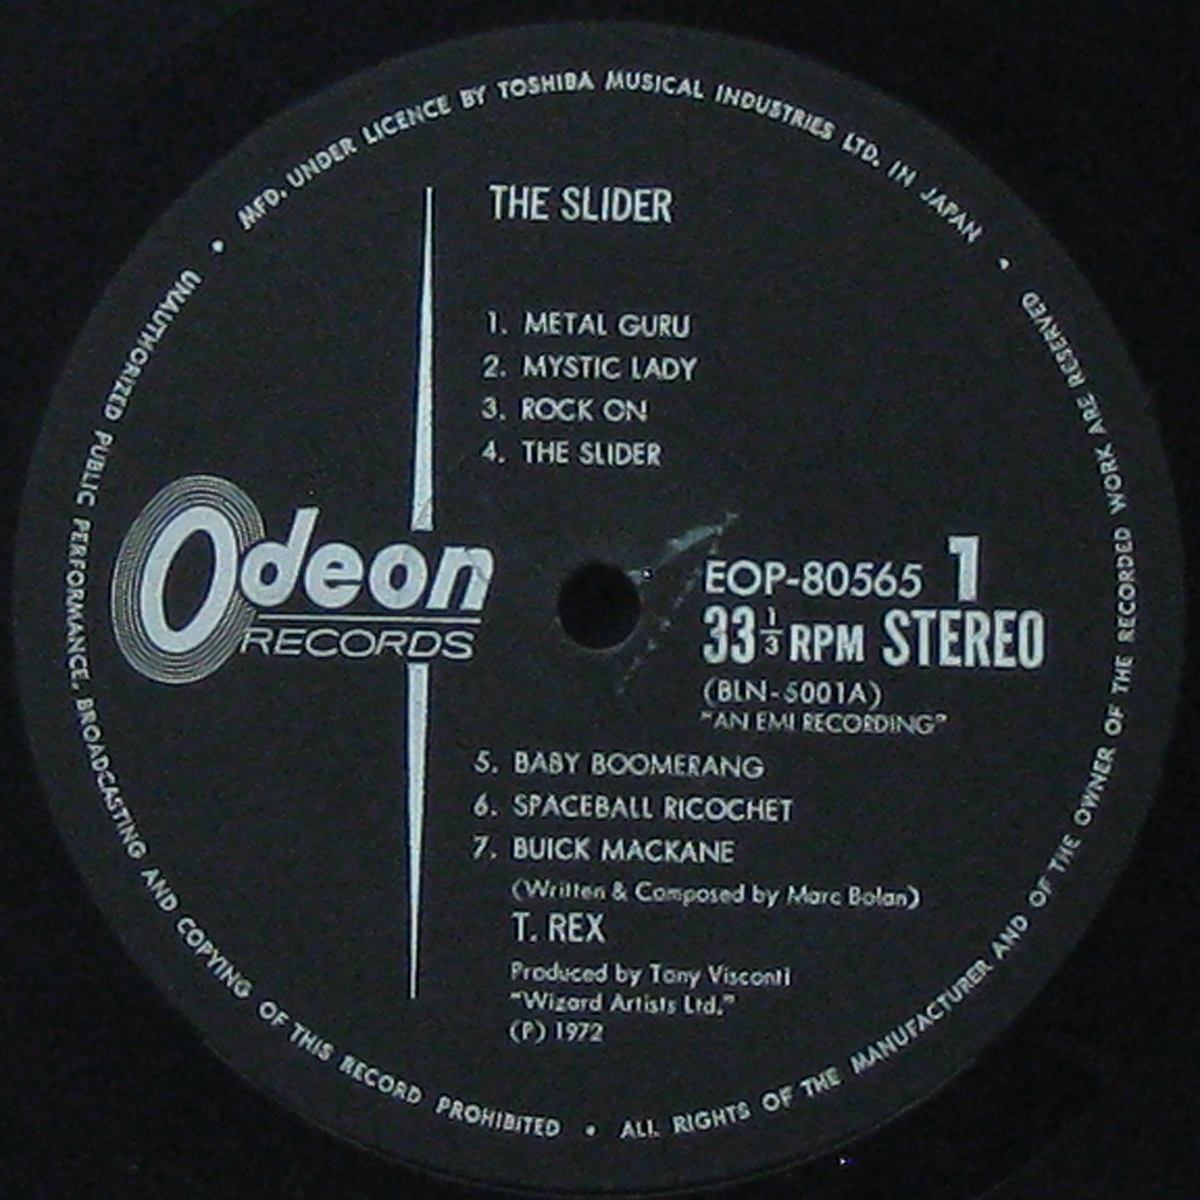 MFD. UNDER LICENCE BY TOSHIBA MUSICAL INDUSTRIES LTD. IN JAPAN •
THE SLIDER
1. METAL GURU
2. MYSTIC LADY
3. ROCK ON
4. THE SLIDER
Odeon
RECORDS
EOP-80565 1
33 1/3 RPM STEREO
(BLN-5001A)
"AN EMI RECORDING"
5. BABY BOOMERANG
6. SPACEBALL RICOCHET
7. BUICK MACKANE
(Written & Composed by Marc Bolan)
T. REX
Produced by Tony Visconti
"Wizard Artists Ltd."
(P) 1972
UNAUTHORIZED PUBLIC PERFORMANCE, BROADCASTING AND COPYING OF THIS RECORD PROHIBITED • ALL RIGHTS OF THE MANUFACTURER AND OF THE OWNER OF THE RECORDED WORK ARE RESERVED